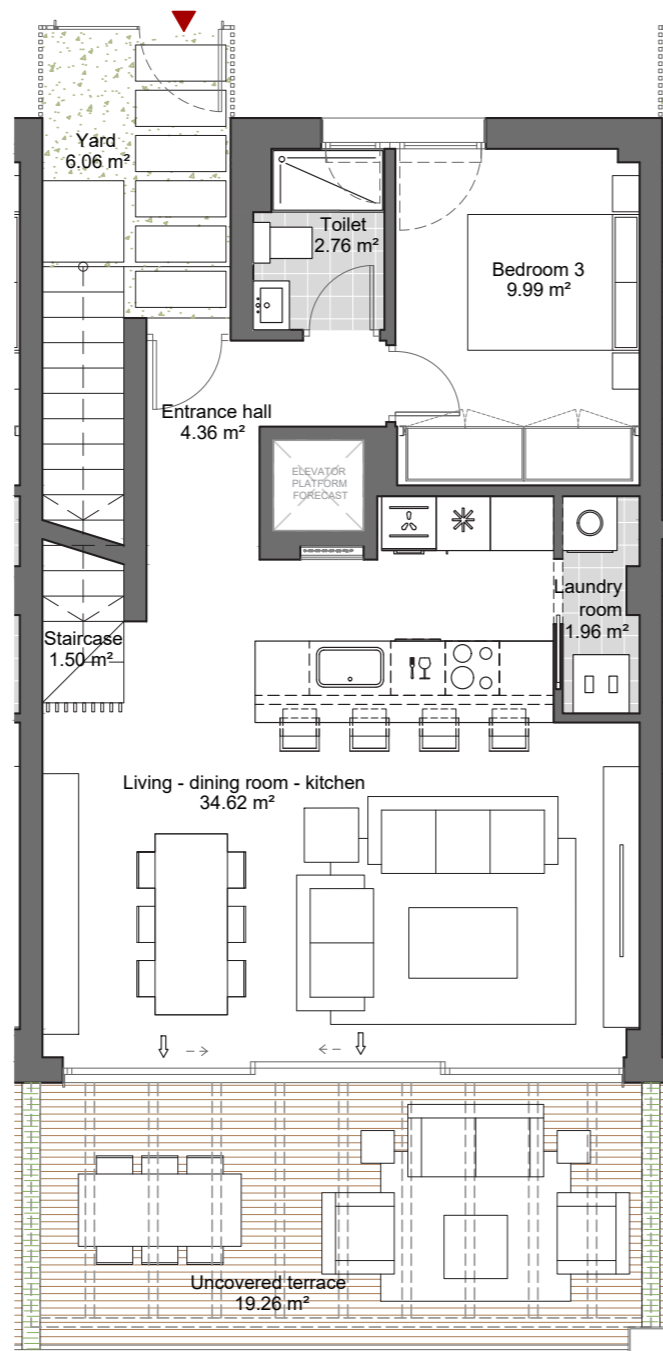 Yard
6.06 m²
Toilet
2.76 m²
Bedroom 3
9.99 m²
Entrance hall
4.36 m²
ELEVATOR
PLATFORM
FORECAST
Laundry
room
1.96 m²
Staircase
1.50 m²
Living - dining room - kitchen
34.62 m²
Uncovered terrace
19.26 m²